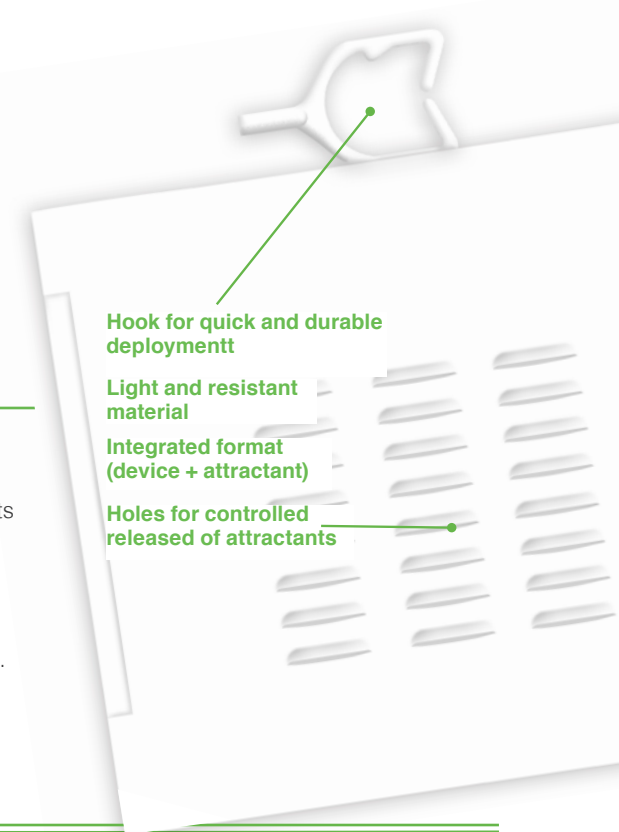 Hook for quick and durable
deploymentt
Light and resistant
material
Integrated format
(device + attractant)
Holes for controlled
released of attractants